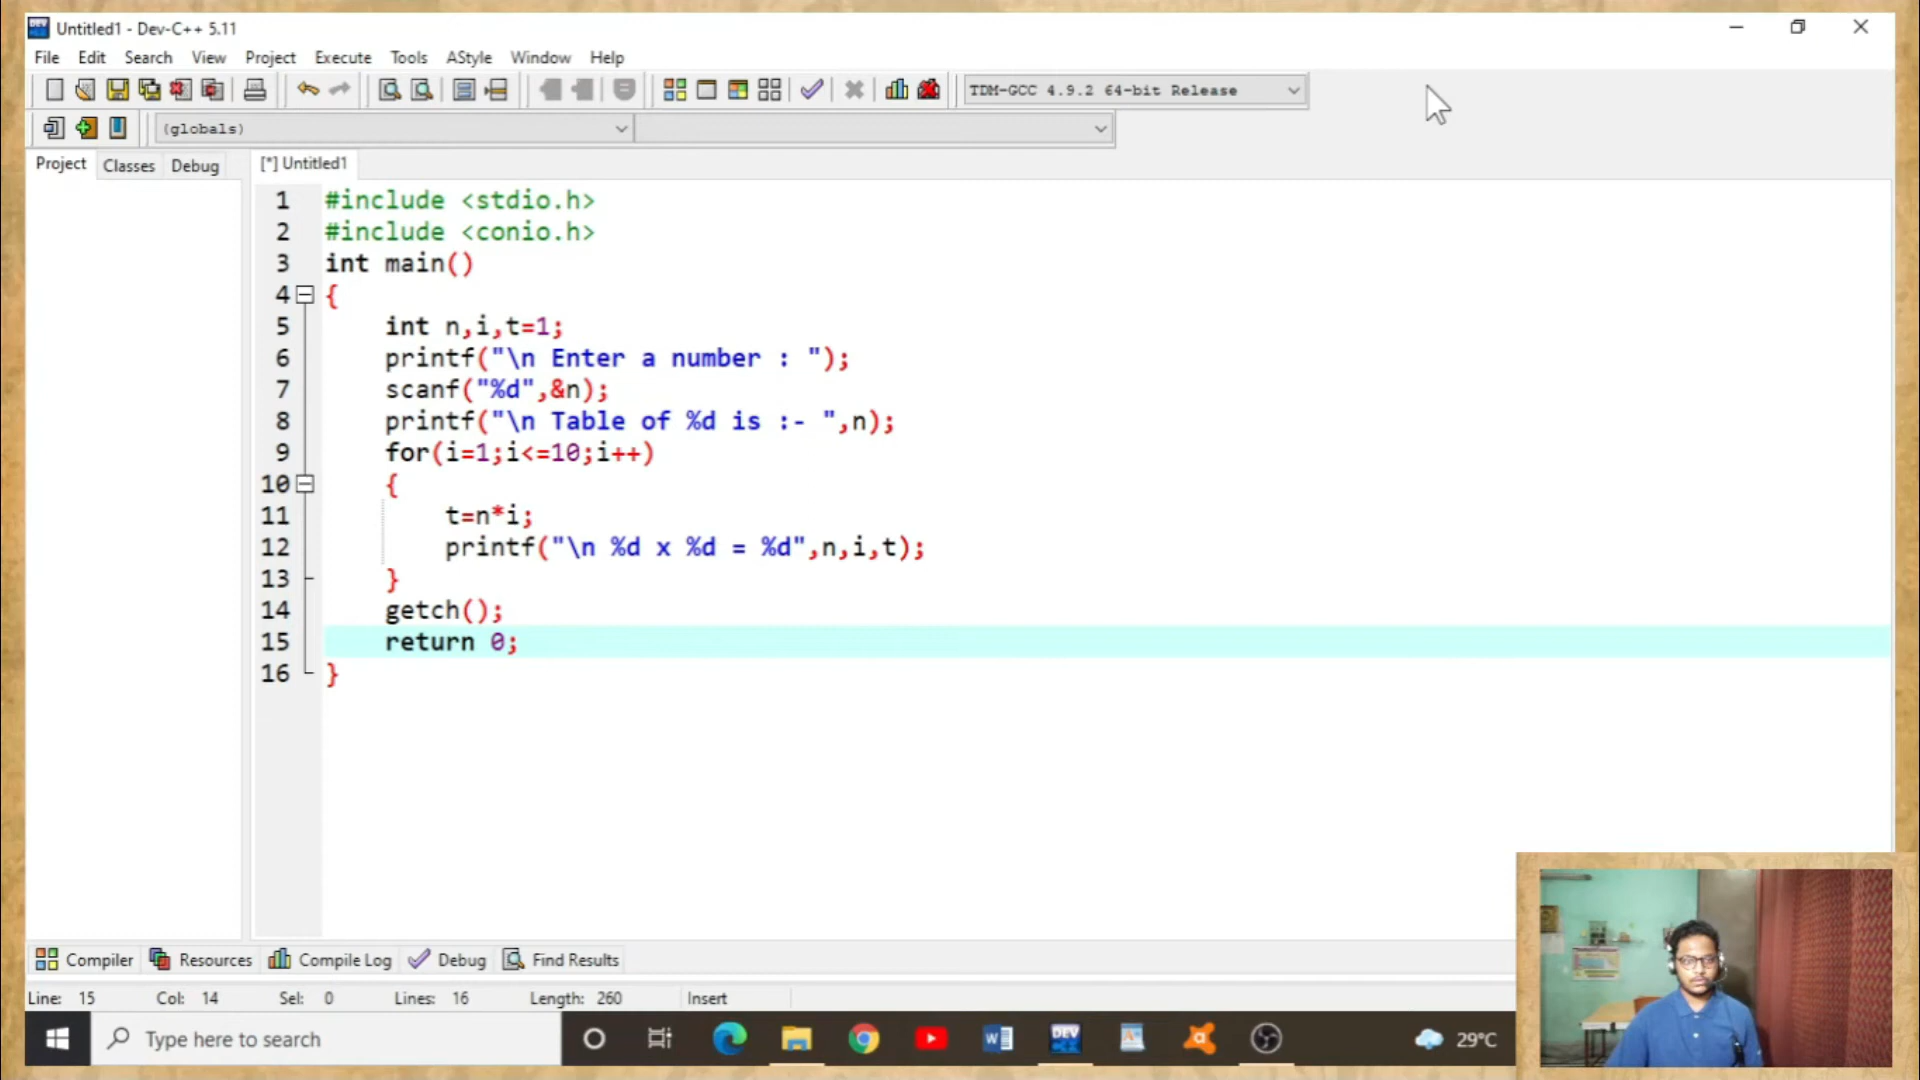 Untitled1 - Dev-C++ 5.11
File Edit Search View Project Execute Tools AStyle Window Help
TDM-GCC 4.9.2 64-bit Release
(globals)
Project Classes Debug [*] Untitled1
1 #include <stdio.h>
2 #include <conio.h>
3 int main()
4 {
5 int n,i,t=1;
6 printf("\n Enter a number : ");
7 scanf("%d",&n);
8 printf("\n Table of %d is :- ",n);
9 for(i=1;i<=10;i++)
10 {
11 t=n*i;
12 printf("\n %d x %d = %d",n,i,t);
13 }
14 getch();
15 return 0;
16 }
Compiler Resources Compile Log Debug Find Results
Line: 15 Col: 14 Sel: 0 Lines: 16 Length: 260 Insert
Type here to search
DEV
29°C